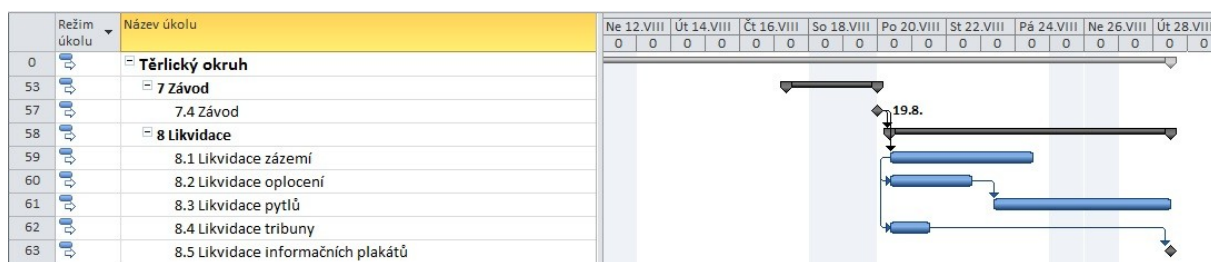 Režim úkolu Název úkolu Ne 12.VIII Út 14.VIII Čt 16.VIII So 18.VIII Po 20.VIII St 22.VIII Pá 24.VIII Ne 26.VIII Út 28.VIII
0 0 0 0 0 0 0 0 0 0 0 0 0 0 0 0 0 0
0 Těrlický okruh
53 7 Závod
57 7.4 Závod 19.8.
58 8 Likvidace
59 8.1 Likvidace zázemí
60 8.2 Likvidace oplocení
61 8.3 Likvidace pytlů
62 8.4 Likvidace tribuny
63 8.5 Likvidace informačních plakátů